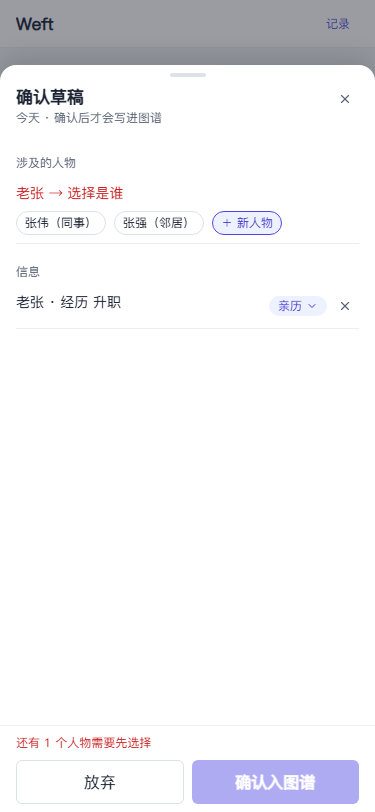 Weft
记录
确认草稿
今天 · 确认后才会写进图谱
涉及的人物
老张 → 选择是谁
张伟（同事）
张强（邻居）
+ 新人物
信息
老张 · 经历 升职
亲历
还有 1 个人物需要先选择
放弃
确认入图谱